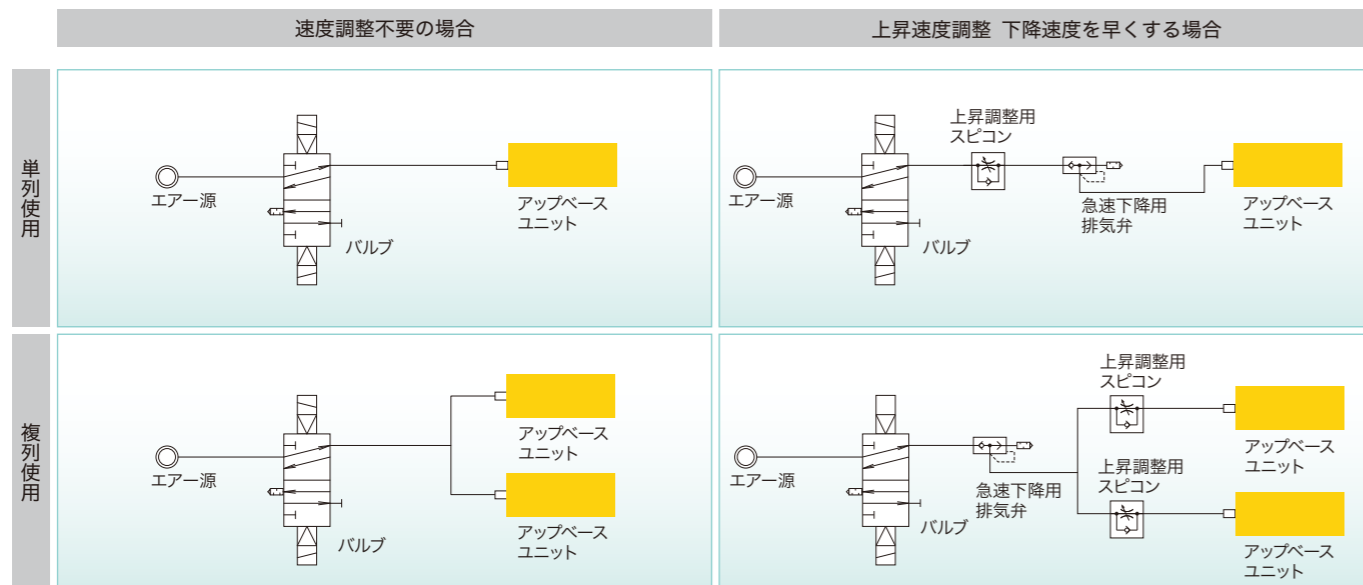 速度調整不要の場合
上昇速度調整 下降速度を早くする場合
単列使用
エアー源
バルブ
アップベース
ユニット
エアー源
バルブ
上昇調整用
スピコン
急速下降用
排気弁
アップベース
ユニット
複列使用
エアー源
バルブ
アップベース
ユニット
アップベース
ユニット
エアー源
バルブ
急速下降用
排気弁
上昇調整用
スピコン
アップベース
ユニット
上昇調整用
スピコン
アップベース
ユニット